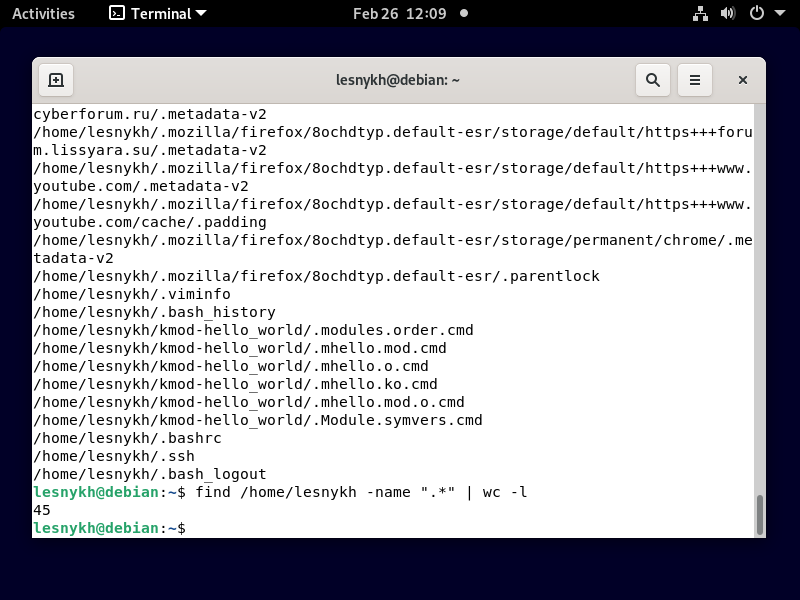 Activities
Terminal
Feb 26 12:09
lesnykh@debian: ~
cyberforum.ru/.metadata-v2
/home/lesnykh/.mozilla/firefox/8ochdtyp.default-esr/storage/default/https+++foru
m.lissyara.su/.metadata-v2
/home/lesnykh/.mozilla/firefox/8ochdtyp.default-esr/storage/default/https+++www.
youtube.com/.metadata-v2
/home/lesnykh/.mozilla/firefox/8ochdtyp.default-esr/storage/default/https+++www.
youtube.com/cache/.padding
/home/lesnykh/.mozilla/firefox/8ochdtyp.default-esr/storage/permanent/chrome/.me
tadata-v2
/home/lesnykh/.mozilla/firefox/8ochdtyp.default-esr/.parentlock
/home/lesnykh/.viminfo
/home/lesnykh/.bash_history
/home/lesnykh/kmod-hello_world/.modules.order.cmd
/home/lesnykh/kmod-hello_world/.mhello.mod.cmd
/home/lesnykh/kmod-hello_world/.mhello.o.cmd
/home/lesnykh/kmod-hello_world/.mhello.ko.cmd
/home/lesnykh/kmod-hello_world/.mhello.mod.o.cmd
/home/lesnykh/kmod-hello_world/.Module.symvers.cmd
/home/lesnykh/.bashrc
/home/lesnykh/.ssh
/home/lesnykh/.bash_logout
lesnykh@debian:~$ find /home/lesnykh -name ".*" | wc -l
45
lesnykh@debian:~$